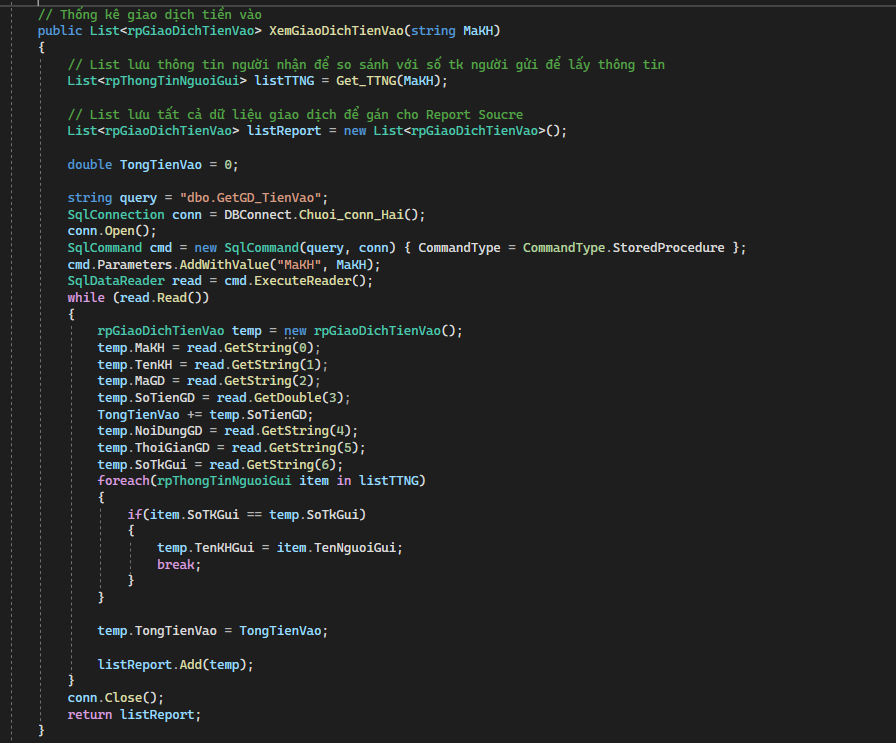 // Thống kê giao dịch tiền vào
public List<rpGiaoDichTienVao> XemGiaoDichTienVao(string MaKH)
{
// List lưu thông tin người nhận để so sánh với số tk người gửi để lấy thông tin
List<rpThongTinNguoiGui> listTTNG = Get_TTNG(MaKH);
// List lưu tất cả dữ liệu giao dịch để gán cho Report Soucre
List<rpGiaoDichTienVao> listReport = new List<rpGiaoDichTienVao>();
double TongTienVao = 0;
string query = "dbo.GetGD_TienVao";
SqlConnection conn = DBConnect.Chuoi_conn_Hai();
conn.Open();
SqlCommand cmd = new SqlCommand(query, conn) { CommandType = CommandType.StoredProcedure };
cmd.Parameters.AddWithValue("MaKH", MaKH);
SqlDataReader read = cmd.ExecuteReader();
while (read.Read())
{
rpGiaoDichTienVao temp = new rpGiaoDichTienVao();
temp.MaKH = read.GetString(0);
temp.TenKH = read.GetString(1);
temp.MaGD = read.GetString(2);
temp.SoTienGD = read.GetDouble(3);
TongTienVao += temp.SoTienGD;
temp.NoiDungGD = read.GetString(4);
temp.ThoiGianGD = read.GetString(5);
temp.SoTkGui = read.GetString(6);
foreach(rpThongTinNguoiGui item in listTTNG)
{
if(item.SoTKGui == temp.SoTkGui)
{
temp.TenKHGui = item.TenNguoiGui;
break;
}
}
temp.TongTienVao = TongTienVao;
listReport.Add(temp);
}
conn.Close();
return listReport;
}